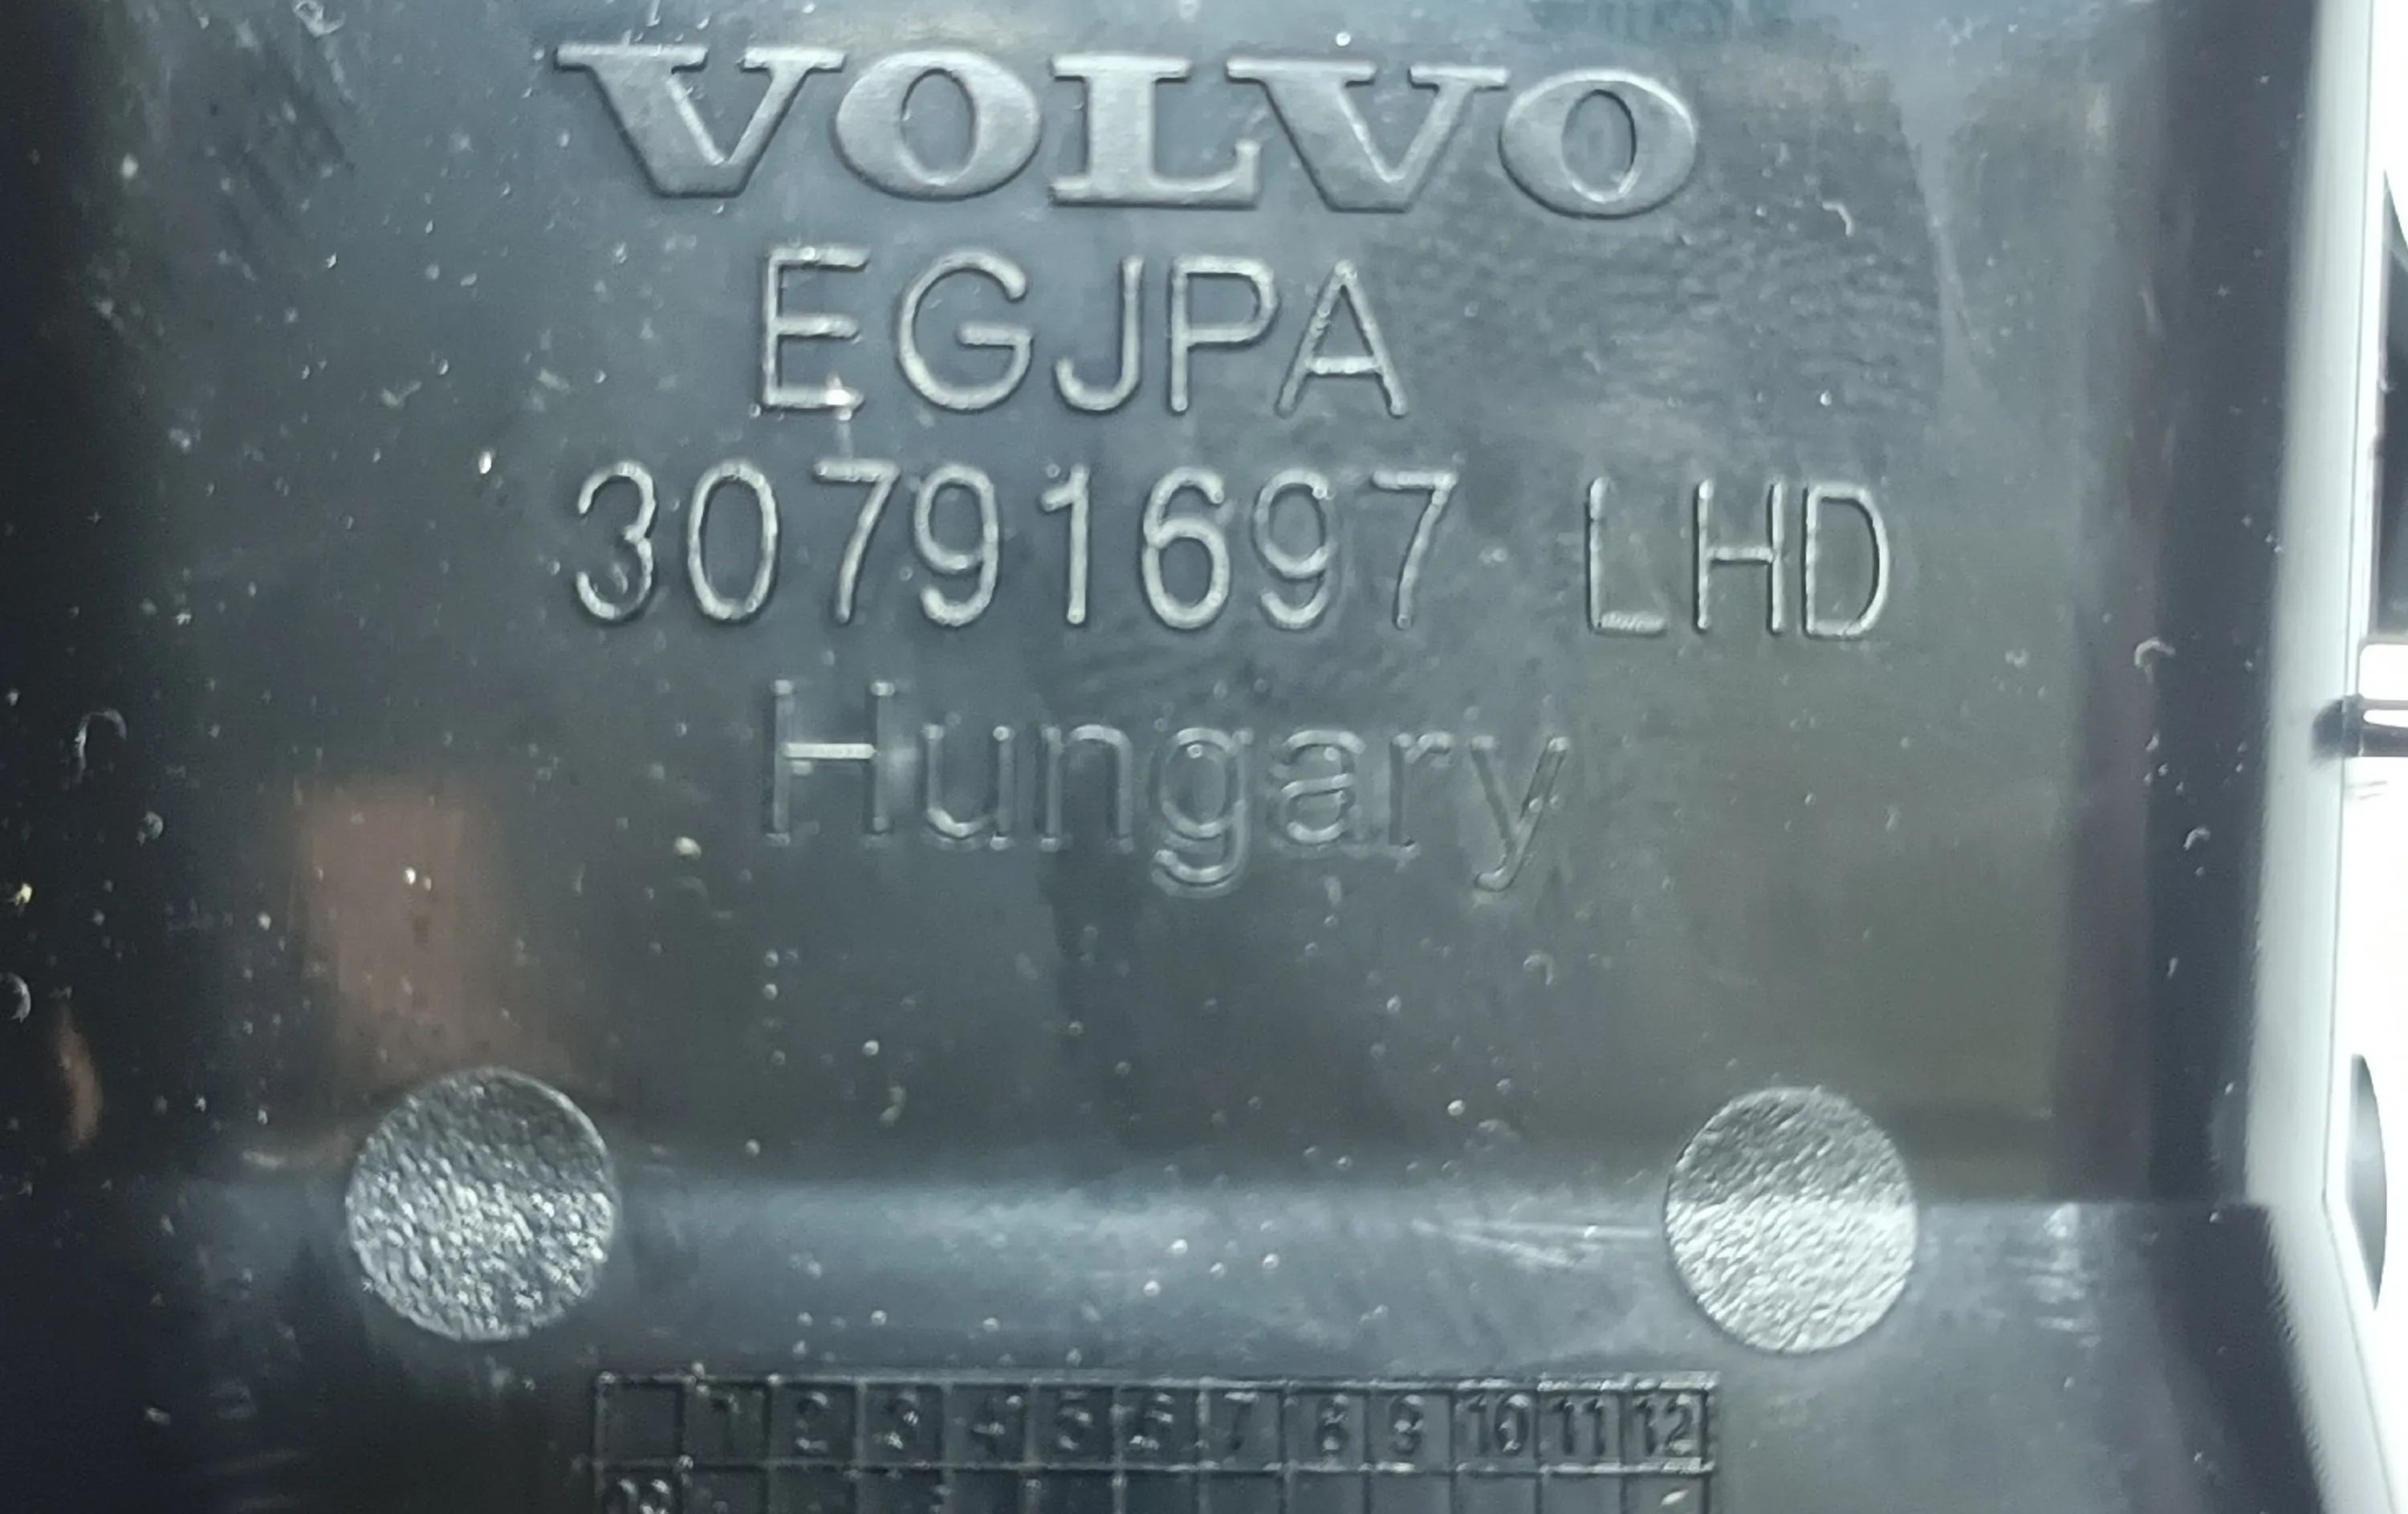 VOLVO
EGJPA
30791697 LHD
Hungary
1 2 3 4 5 6 7 8 9 10 11 12